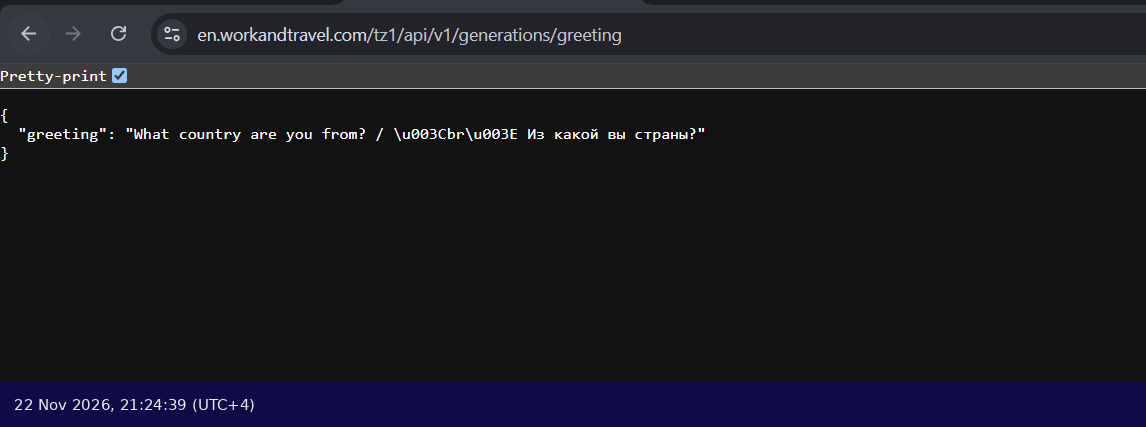 en.workandtravel.com/tz1/api/v1/generations/greeting
Pretty-print
{
"greeting": "What country are you from? / \u003Cbr\u003E Из какой вы страны?"
}
22 Nov 2026, 21:24:39 (UTC+4)